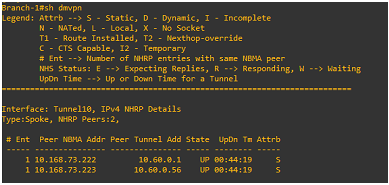 Branch-1#sh dmvpn
Legend: Attrb --> S - Static, D - Dynamic, I - Incomplete
N - NATed, L - Local, X - No Socket
T1 - Route Installed, T2 - Nexthop-override
C - CTS Capable, I2 - Temporary
# Ent --> Number of NHRP entries with same NBMA peer
NHS Status: E --> Expecting Replies, R --> Responding, W --> Waiting
UpDn Time --> Up or Down Time for a Tunnel
==========================================================================
Interface: Tunnel10, IPv4 NHRP Details
Type:Spoke, NHRP Peers:2,
# Ent Peer NBMA Addr Peer Tunnel Add State UpDn Tm Attrb
----- --------------- --------------- ----- -------- -----
1 10.168.73.222 10.60.0.1 UP 00:44:19 S
1 10.168.73.223 10.60.0.56 UP 00:44:19 S